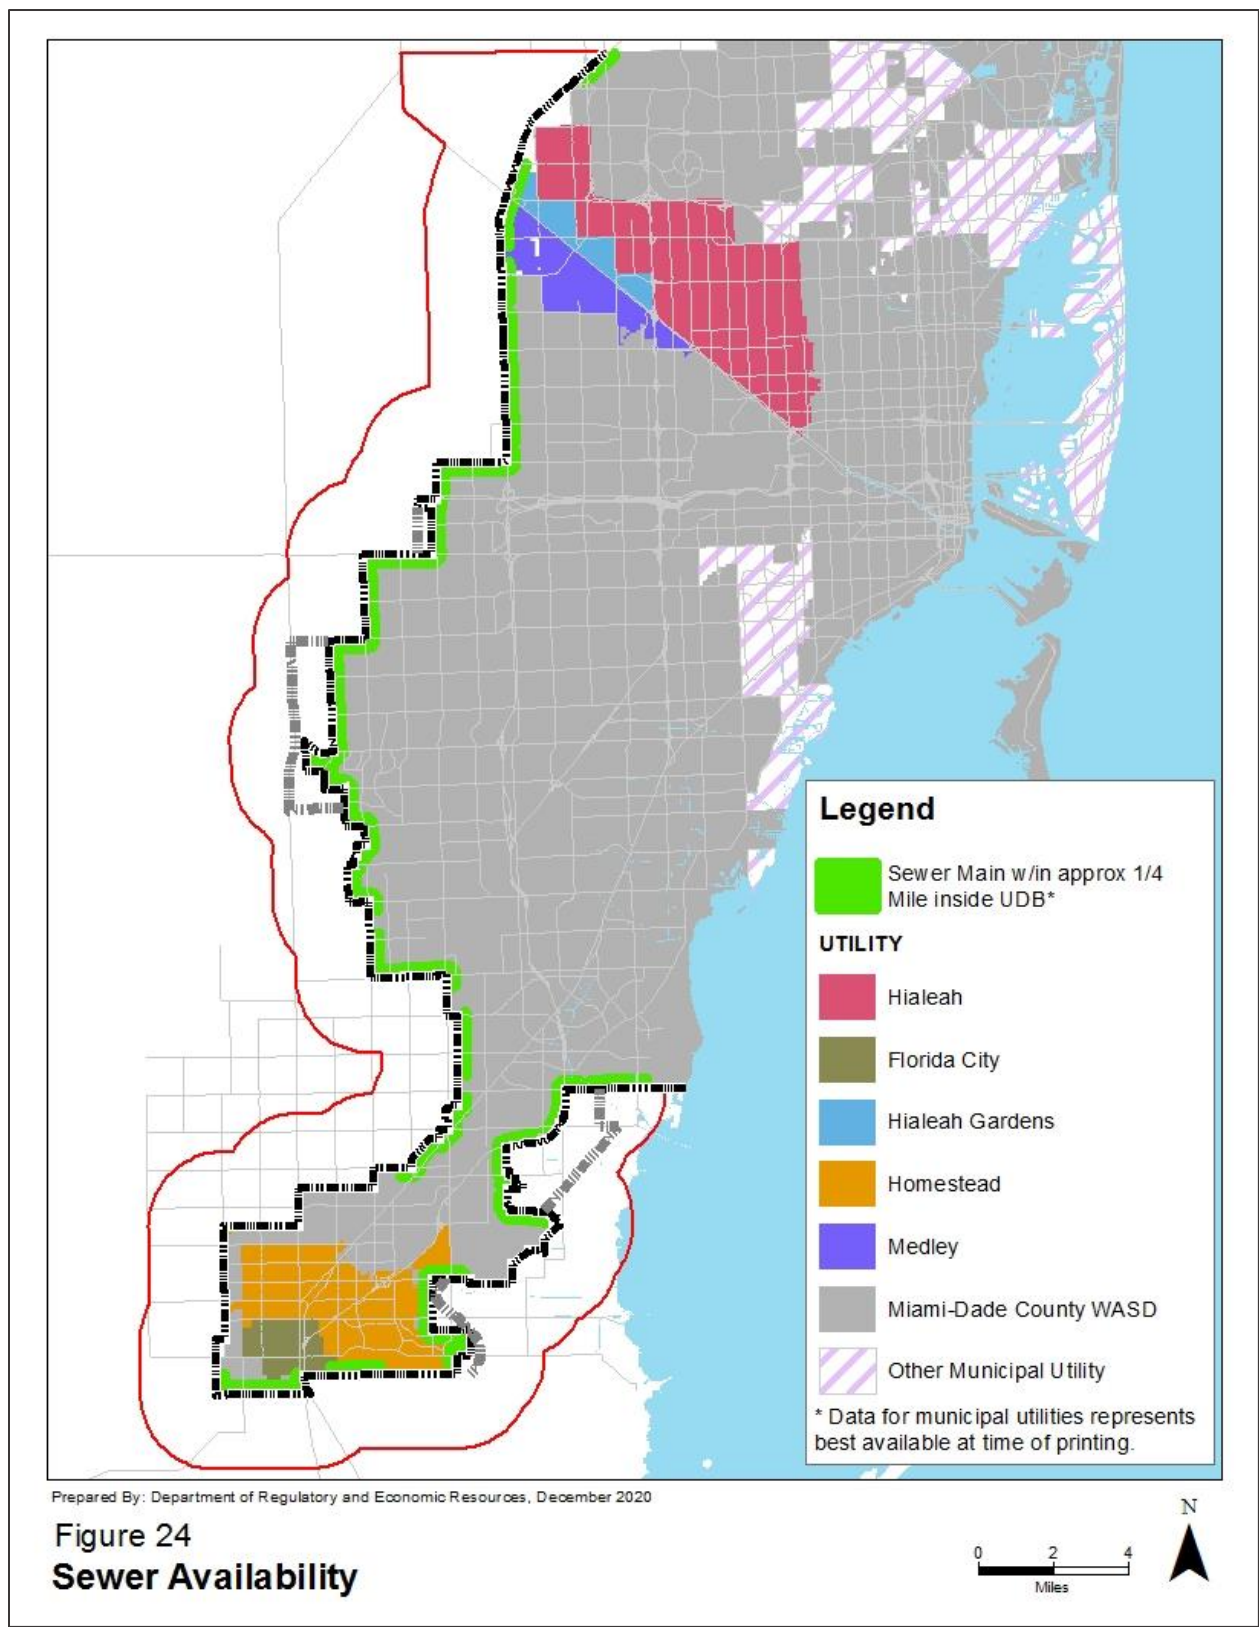 Legend
Sewer Main w/in approx 1/4
Mile inside UDB*
UTILITY
Hialeah
Florida City
Hialeah Gardens
Homestead
Medley
Miami-Dade County WASD
Other Municipal Utility
* Data for municipal utilities represents
best available at time of printing.
Prepared By: Department of Regulatory and Economic Resources, December 2020
Figure 24
Sewer Availability
N
0 2 4
Miles